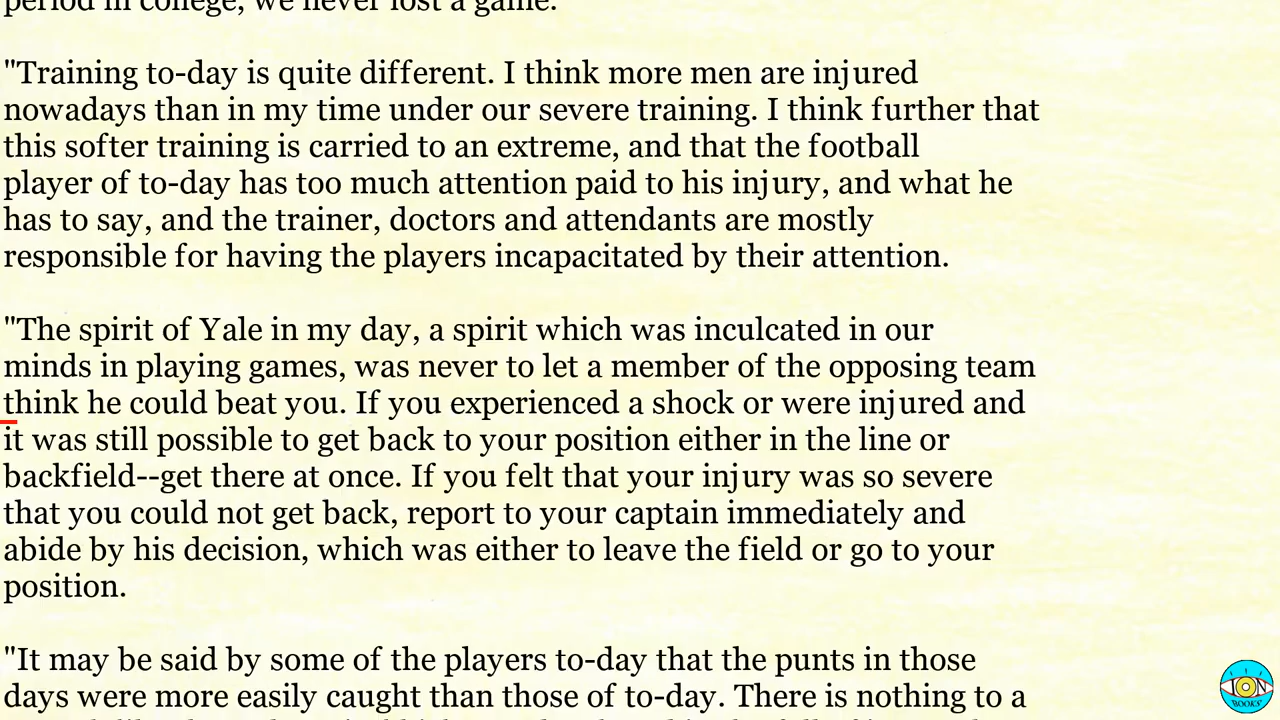 period in college, we never lost a game.
"Training to-day is quite different. I think more men are injured
nowadays than in my time under our severe training. I think further that
this softer training is carried to an extreme, and that the football
player of to-day has too much attention paid to his injury, and what he
has to say, and the trainer, doctors and attendants are mostly
responsible for having the players incapacitated by their attention.
"The spirit of Yale in my day, a spirit which was inculcated in our
minds in playing games, was never to let a member of the opposing team
think he could beat you. If you experienced a shock or were injured and
it was still possible to get back to your position either in the line or
backfield--get there at once. If you felt that your injury was so severe
that you could not get back, report to your captain immediately and
abide by his decision, which was either to leave the field or go to your
position.
"It may be said by some of the players to-day that the punts in those
days were more easily caught than those of to-day. There is nothing to a
ION
BOOKS